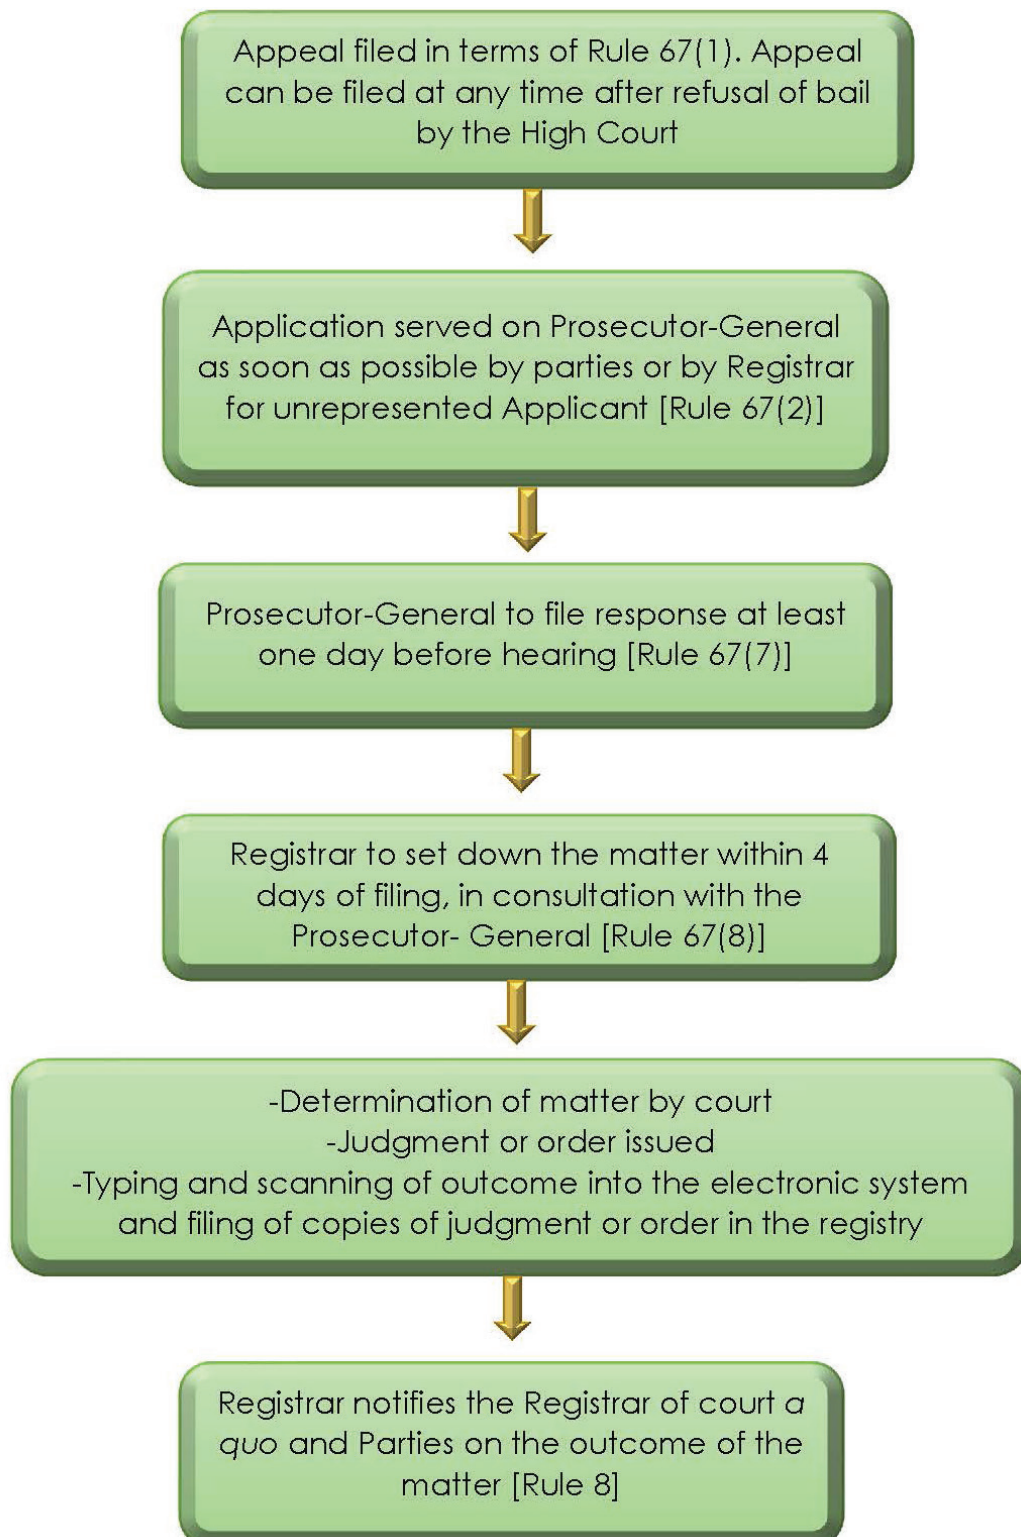 Appeal filed in terms of Rule 67(1). Appeal
can be filed at any time after refusal of bail
by the High Court
Application served on Prosecutor-General
as soon as possible by parties or by Registrar
for unrepresented Applicant [Rule 67(2)]
Prosecutor-General to file response at least
one day before hearing [Rule 67(7)]
Registrar to set down the matter within 4
days of filing, in consultation with the
Prosecutor- General [Rule 67(8)]
-Determination of matter by court
-Judgment or order issued
-Typing and scanning of outcome into the electronic system
and filing of copies of judgment or order in the registry
Registrar notifies the Registrar of court a
quo and Parties on the outcome of the
matter [Rule 8]